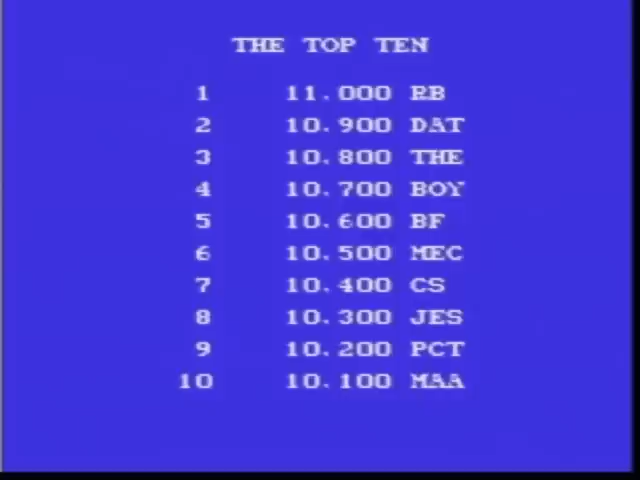 THE TOP TEN
1 11.000 RB
2 10.900 DAT
3 10.800 THE
4 10.700 BOY
5 10.600 BF
6 10.500 MEC
7 10.400 CS
8 10.300 JES
9 10.200 PCT
10 10.100 MAA